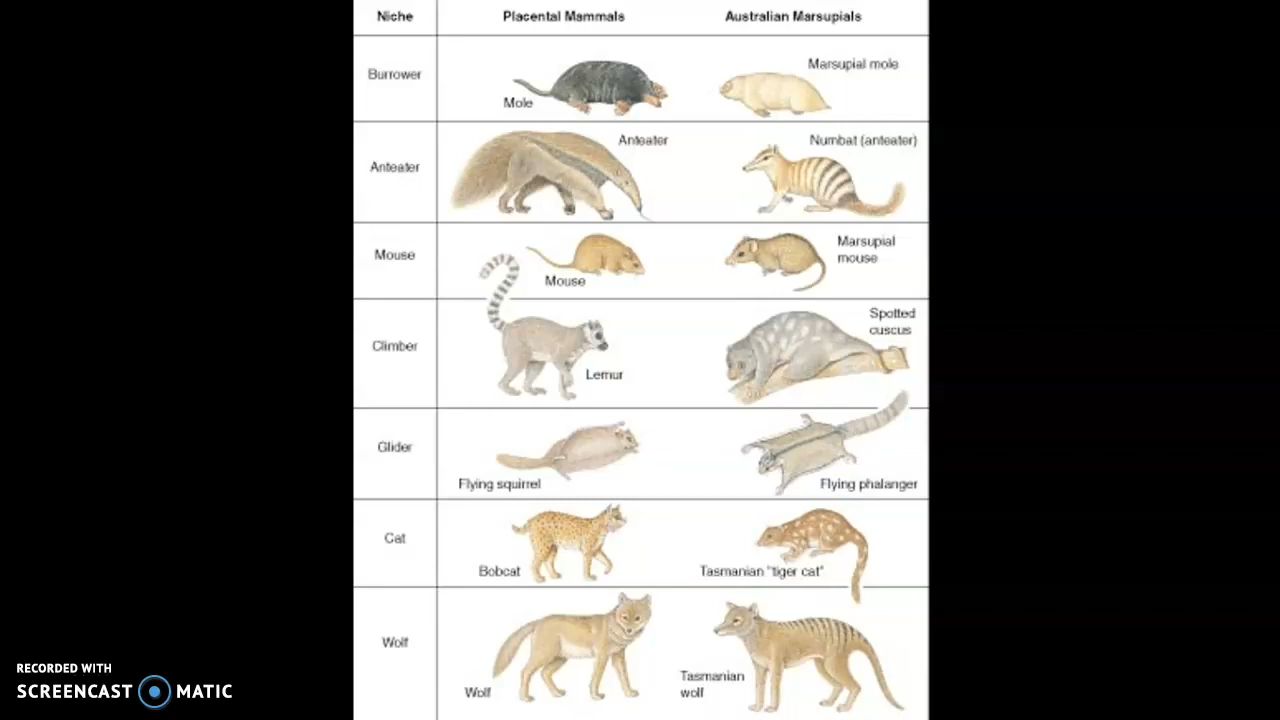 Niche Placental Mammals Australian Marsupials
Burrower
Marsupial mole
Mole
Anteater
Anteater
Numbat (anteater)
Mouse
Mouse
Marsupial
mouse
Climber
Lemur
Spotted
cuscus
Glider
Flying squirrel
Flying phalanger
Cat
Bobcat
Tasmanian "tiger cat"
Wolf
Wolf
Tasmanian
wolf
RECORDED WITH
SCREENCAST MATIC